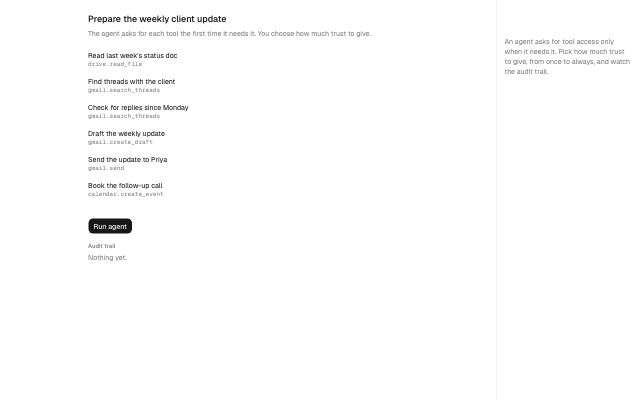 Prepare the weekly client update
The agent asks for each tool the first time it needs it. You choose how much trust to give.
Read last week's status doc
drive.read_file
Find threads with the client
gmail.search_threads
Check for replies since Monday
gmail.search_threads
Draft the weekly update
gmail.create_draft
Send the update to Priya
gmail.send
Book the follow-up call
calendar.create_event
Run agent
Audit trail
Nothing yet.
An agent asks for tool access only
when it needs it. Pick how much trust
to give, from once to always, and watch
the audit trail.